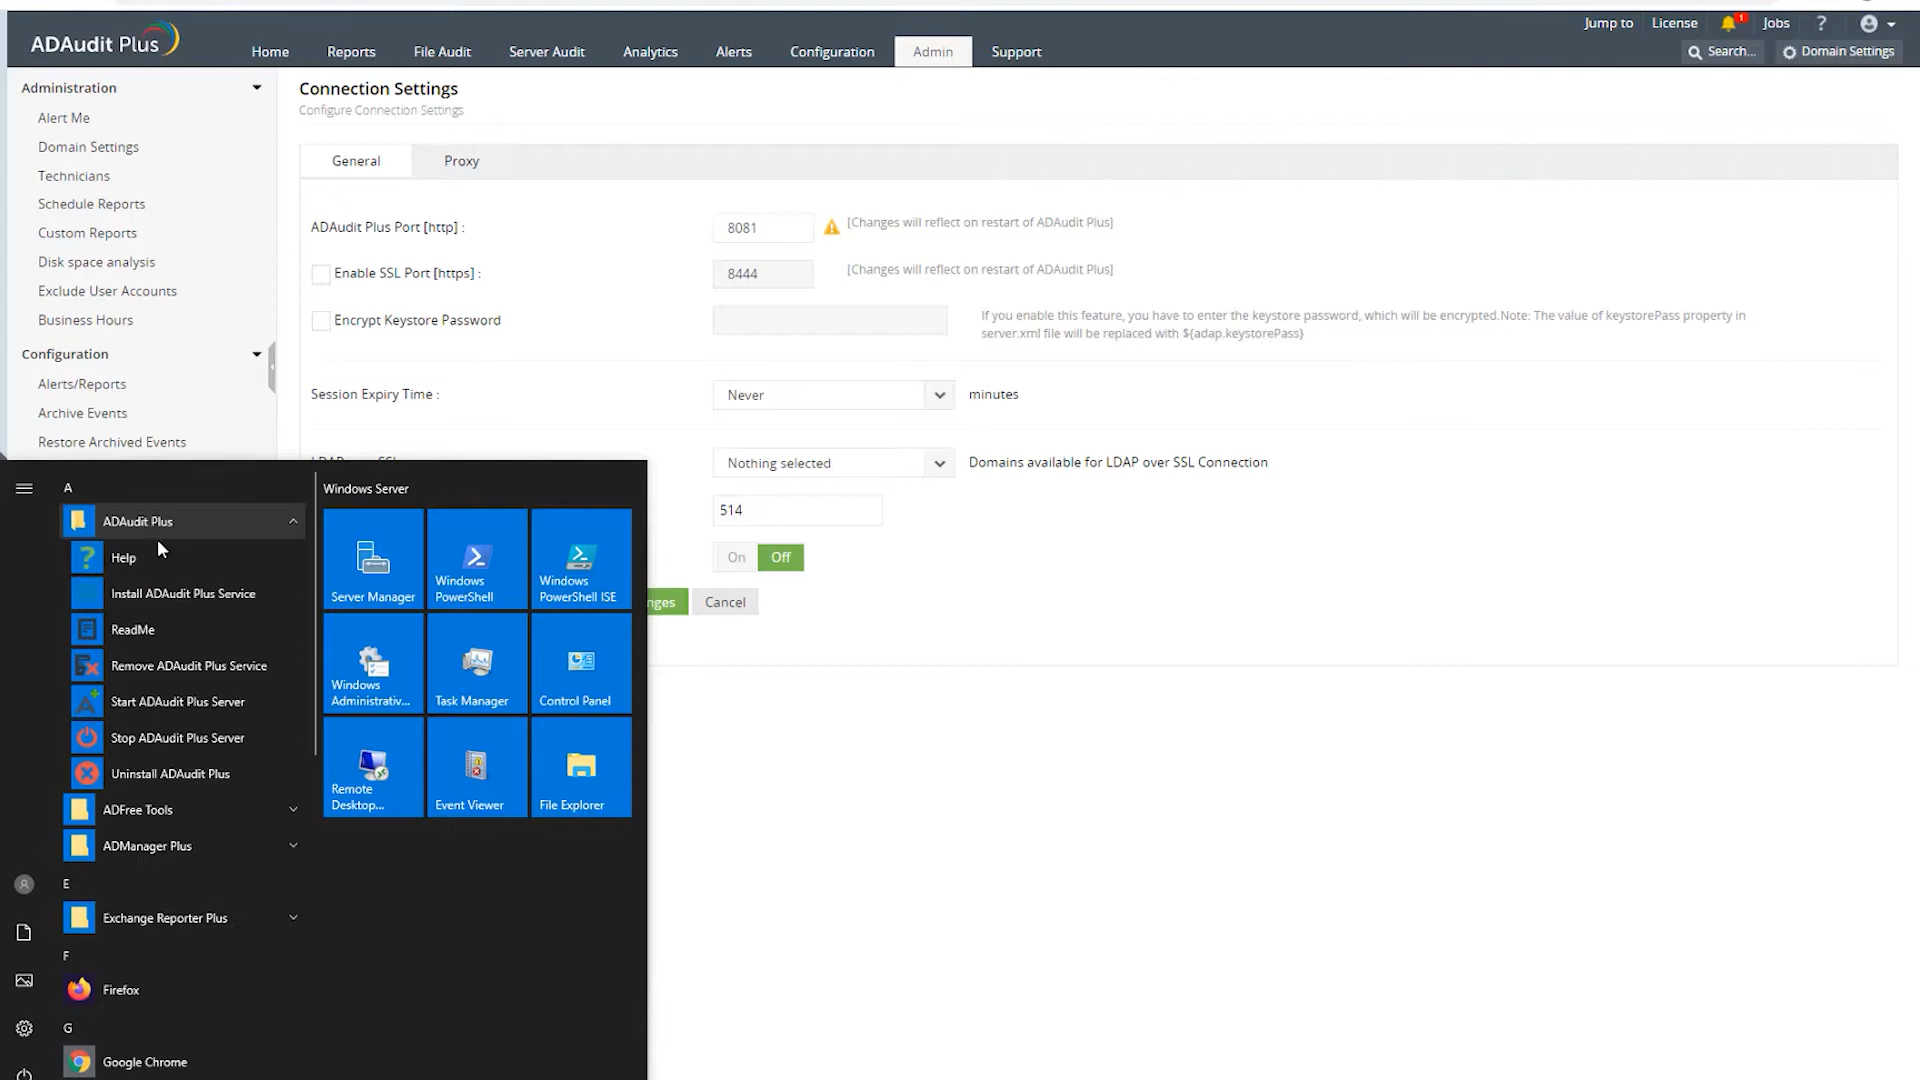 ADAudit Plus
Jump to
License
1
Jobs
?
Home
Reports
File Audit
Server Audit
Analytics
Alerts
Configuration
Admin
Support
Search...
Domain Settings
Administration
Alert Me
Domain Settings
Technicians
Schedule Reports
Custom Reports
Disk space analysis
Exclude User Accounts
Business Hours
Configuration
Alerts/Reports
Archive Events
Restore Archived Events
Connection Settings
Configure Connection Settings
General
Proxy
ADAudit Plus Port [http] :
8081
[Changes will reflect on restart of ADAudit Plus]
Enable SSL Port [https] :
8444
[Changes will reflect on restart of ADAudit Plus]
Encrypt Keystore Password
If you enable this feature, you have to enter the keystore password, which will be encrypted.Note: The value of keystorePass property in
server.xml file will be replaced with ${adap.keystorePass}
Session Expiry Time :
Never
minutes
Nothing selected
Domains available for LDAP over SSL Connection
514
On
Off
nges
Cancel
A
ADAudit Plus
Help
Install ADAudit Plus Service
ReadMe
Remove ADAudit Plus Service
Start ADAudit Plus Server
Stop ADAudit Plus Server
Uninstall ADAudit Plus
ADFree Tools
ADManager Plus
E
Exchange Reporter Plus
F
Firefox
G
Google Chrome
Windows Server
Server Manager
Windows
PowerShell
Windows
PowerShell ISE
Windows
Administrativ...
Task Manager
Control Panel
Remote
Desktop...
Event Viewer
File Explorer